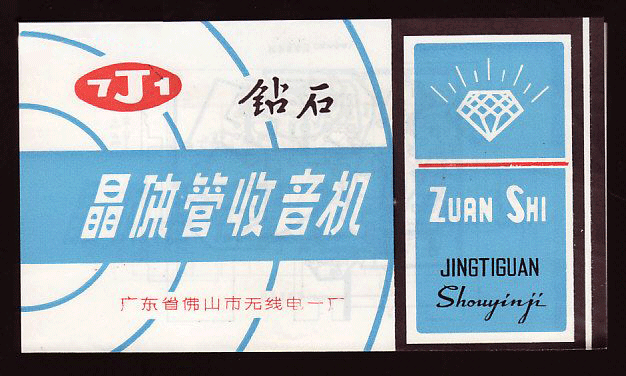 7J1
钻石
晶体管收音机
广东省佛山市无线电一厂
ZUAN SHI
JINGTIGUAN
Shouyinji